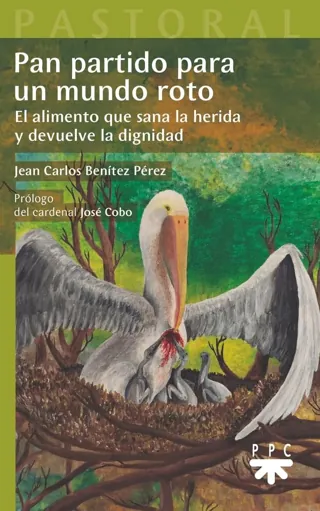 PASTORAL
Pan partido para
un mundo roto
El alimento que sana la herida
y devuelve la dignidad
Jean Carlos Benítez Pérez
Prólogo
del cardenal José Cobo
PPC